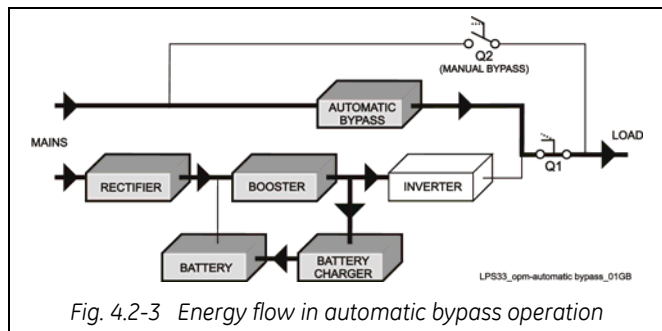 Q2
(MANUAL BYPASS)
AUTOMATIC
BYPASS
MAINS
LOAD
Q1
RECTIFIER
BOOSTER
INVERTER
BATTERY
BATTERY
CHARGER
LPS33_opm-automatic bypass_01GB
Fig. 4.2-3 Energy flow in automatic bypass operation